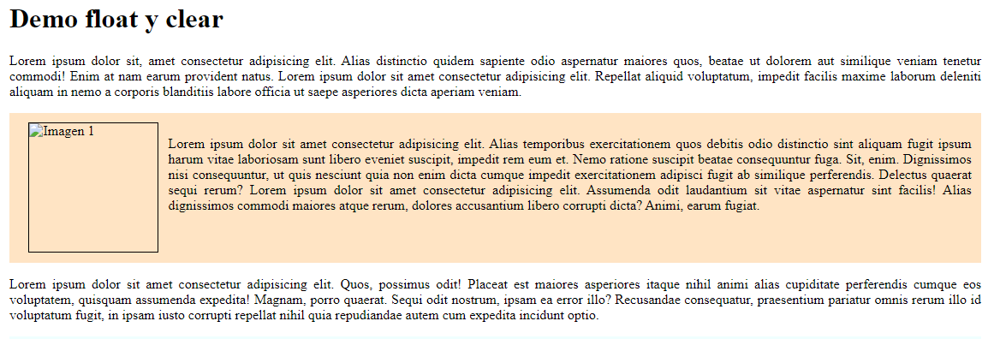 Demo float y clear
Lorem ipsum dolor sit, amet consectetur adipisicing elit. Alias distinctio quidem sapiente odio aspernatur maiores quos, beatae ut dolorem aut similique veniam tenetur
commodi! Enim at nam earum provident natus. Lorem ipsum dolor sit amet consectetur adipisicing elit. Repellat aliquid voluptatum, impedit facilis maxime laborum deleniti
aliquam in nemo a corporis blanditiis labore officia ut saepe asperiores dicta aperiam veniam.
Imagen 1
Lorem ipsum dolor sit amet consectetur adipisicing elit. Alias temporibus exercitationem quos debitis odio distinctio sint aliquam fugit ipsum
harum vitae laboriosam sunt libero eveniet suscipit, impedit rem eum et. Nemo ratione suscipit beatae consequuntur fuga. Sit, enim. Dignissimos
nisi consequuntur, ut quis nesciunt quia non enim dicta cumque impedit exercitationem adipisci fugit ab similique perferendis. Delectus quaerat
sequi rerum? Lorem ipsum dolor sit amet consectetur adipisicing elit. Assumenda odit laudantium sit vitae aspernatur sint facilis! Alias
dignissimos commodi maiores atque rerum, dolores accusantium libero corrupti dicta? Animi, earum fugiat.
Lorem ipsum dolor sit amet consectetur adipisicing elit. Quos, possimus odit! Placeat est maiores asperiores itaque nihil animi alias cupiditate perferendis cumque eos
voluptatem, quisquam assumenda expedita! Magnam, porro quaerat. Sequi odit nostrum, ipsam ea error illo? Recusandae consequatur, praesentium pariatur omnis rerum illo id
voluptatum fugit, in ipsam iusto corrupti repellat nihil quia repudiandae autem cum expedita incidunt optio.